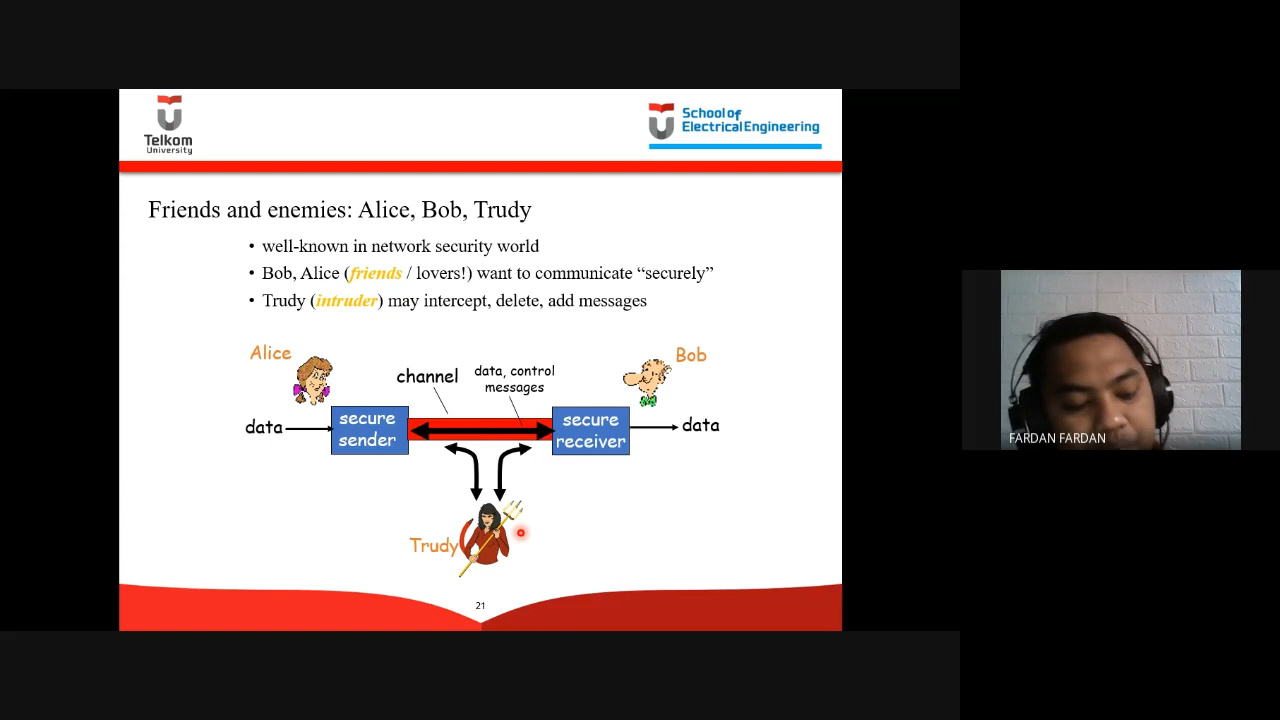 Telkom
University
School of
Electrical Engineering
Friends and enemies: Alice, Bob, Trudy
• well-known in network security world
• Bob, Alice (friends / lovers!) want to communicate “securely”
• Trudy (intruder) may intercept, delete, add messages
Alice
Bob
channel
data, control
messages
data
secure
sender
secure
receiver
data
Trudy
21
FARDAN FARDAN